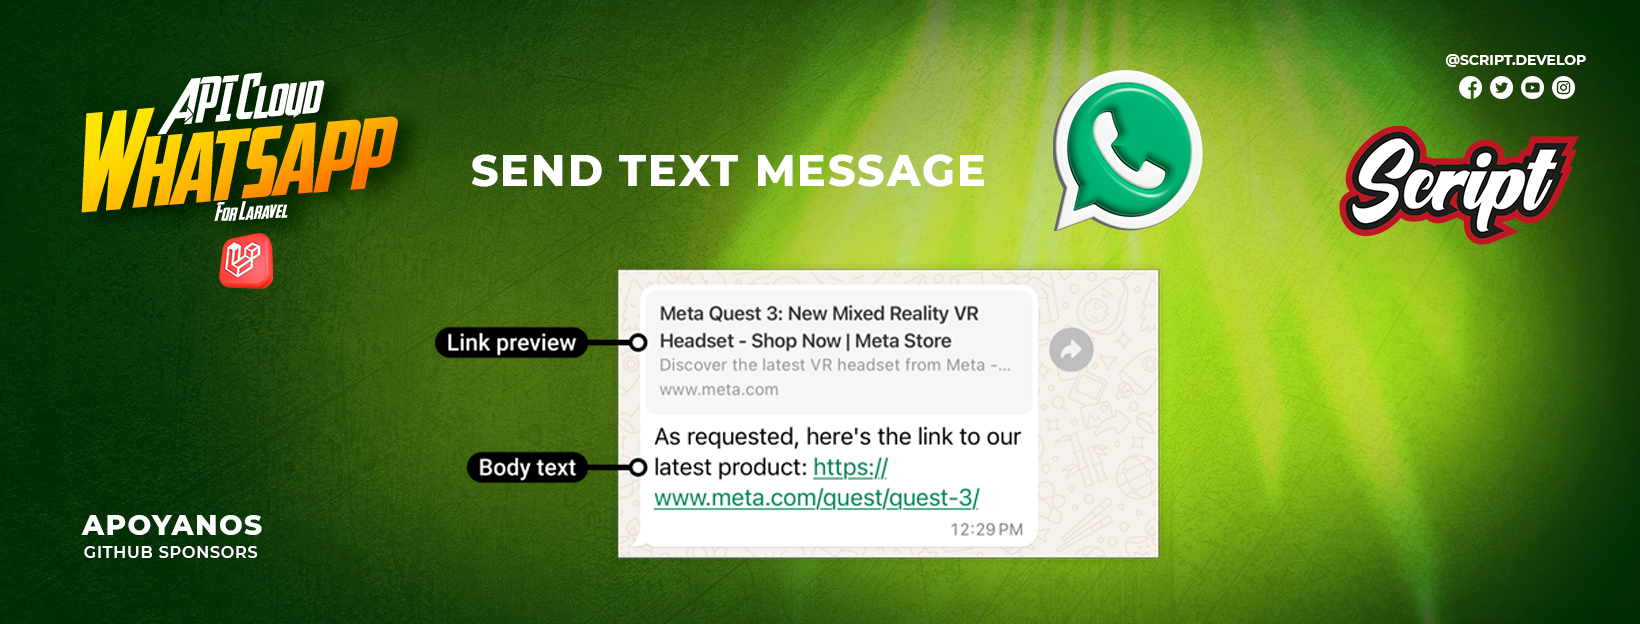 @SCRIPT.DEVELOP
API CLOUD
WHATSAPP
FOR LARAVEL
SEND TEXT MESSAGE
Script
Link preview
Meta Quest 3: New Mixed Reality VR
Headset - Shop Now | Meta Store
Discover the latest VR headset from Meta -...
www.meta.com
Body text
As requested, here's the link to our
latest product: https://
www.meta.com/quest/quest-3/
12:29 PM
APOYANOS
GITHUB SPONSORS